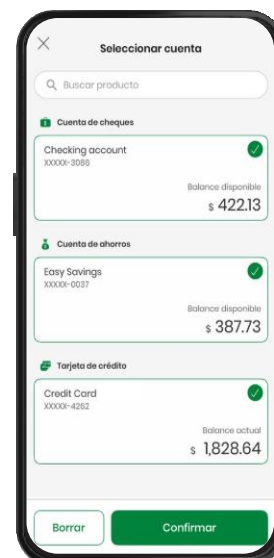 Seleccionar cuenta
Buscar producto
Cuenta de cheques
Checking account
XXXXX-3086
Balance disponible
$ 422.13
Cuenta de ahorros
Easy Savings
XXXXX-0037
Balance disponible
$ 387.73
Tarjeta de crédito
Credit Card
XXXXX-4262
Balance actual
$ 1,828.64
Borrar
Confirmar